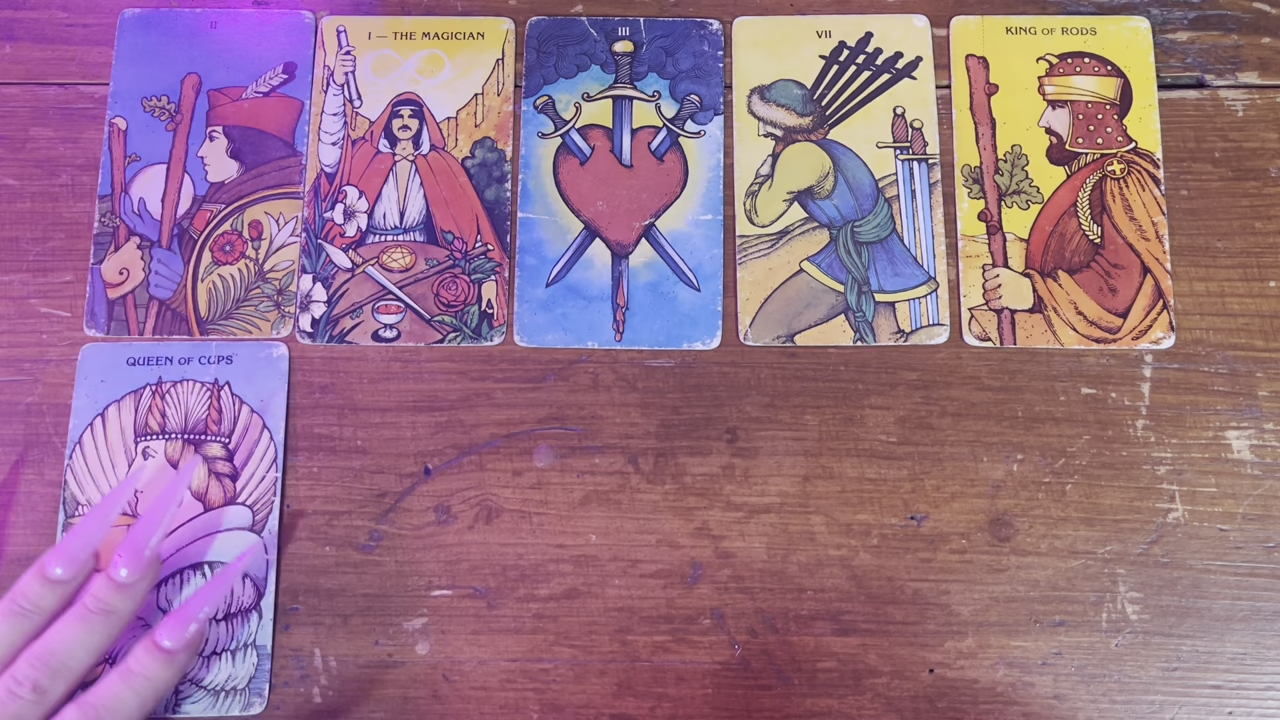 II
I — THE MAGICIAN
III
VII
KING OF RODS
QUEEN OF CUPS